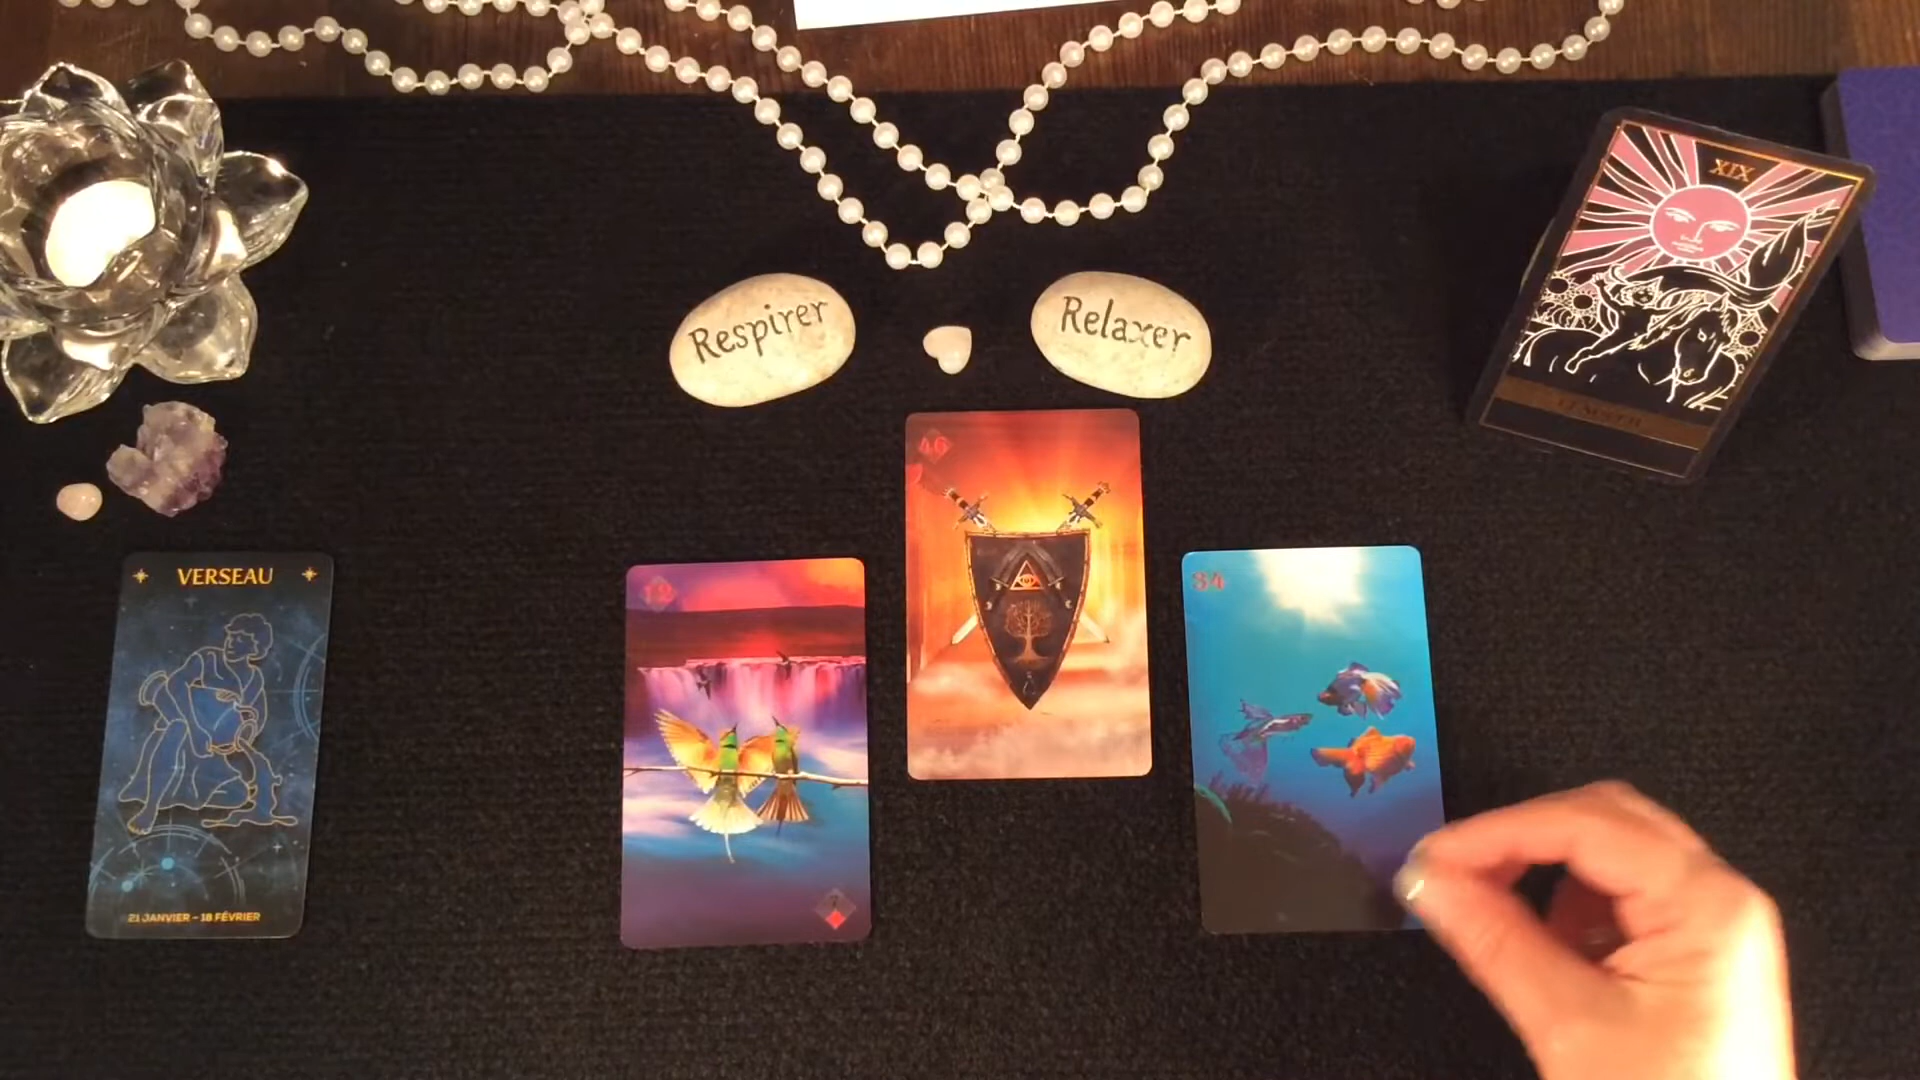 XIX
Respirer
Relaxer
46
12
34
VERSEAU
21 JANVIER - 18 FÉVRIER